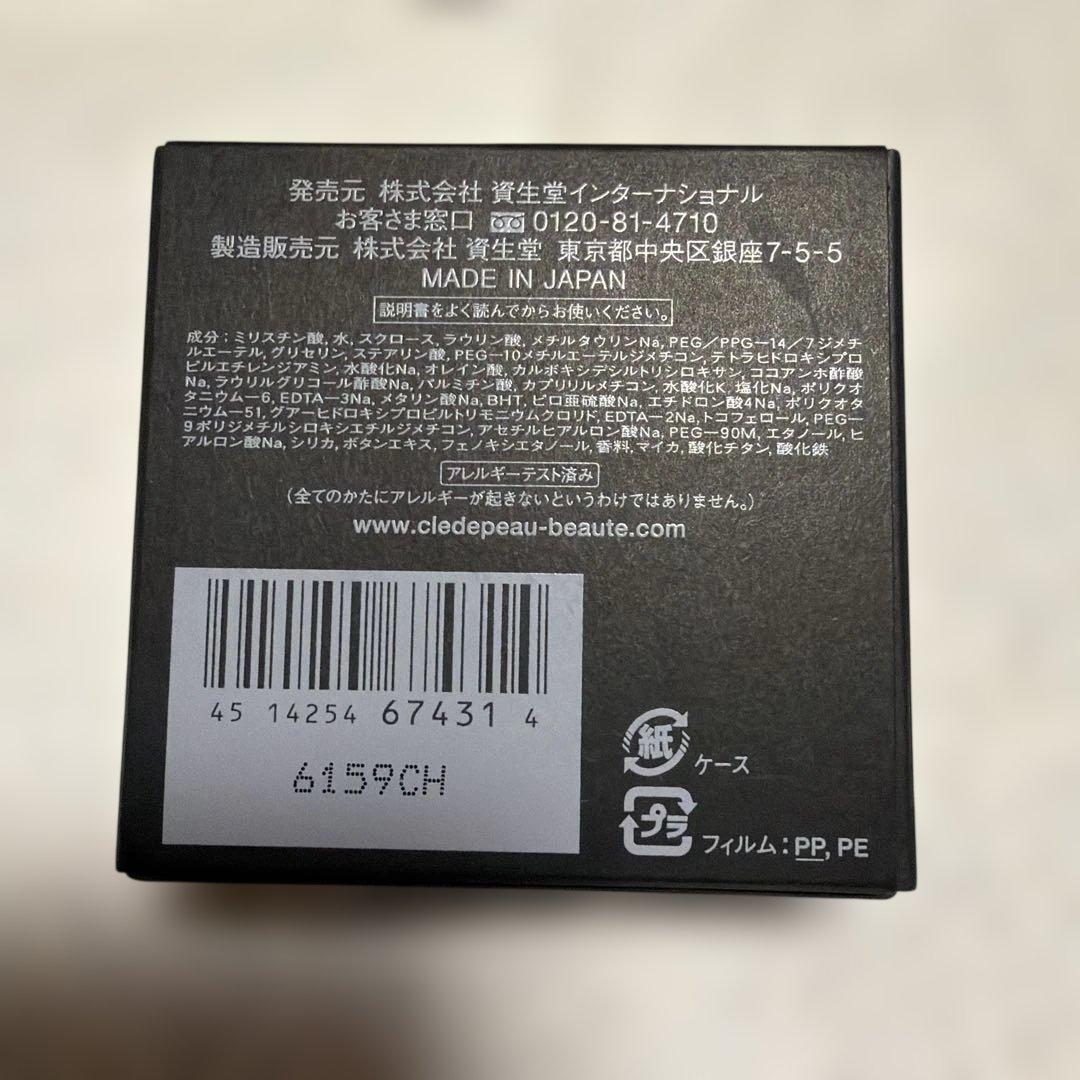 発売元 株式会社 資生堂インターナショナル
お客さま窓口 0120-81-4710
製造販売元 株式会社 資生堂 東京都中央区銀座7-5-5
MADE IN JAPAN
説明書をよく読んでからお使いください。
成分:ミリスチン酸, 水, スクロース, ラウリン酸, メチルタウリンNa, PEG/PPG-14/7ジメチ
ルエーテル, グリセリン, ステアリン酸, PEG-10メチルエーテルジメチコン, テトラヒドロキシプロ
ピルエチレンジアミン, 水酸化Na, オレイン酸, カルボキシデシルトリシロキサン, ココアンホ酢酸
Na, ラウリルグリコール酢酸Na, パルミチン酸, カプリリルメチコン, 水酸化K, 塩化Na, ポリクオ
タニウム-6, EDTA-3Na, メタリン酸Na, BHT, ピロ亜硫酸Na, エチドロン酸4Na, ポリクオタ
ニウム-51, グアーヒドロキシプロピルトリモニウムクロリド, EDTA-2Na, トコフェロール, PEG-
9ポリジメチルシロキシエチルジメチコン, アセチルヒアルロン酸Na, PEG-90M, エタノール, ヒ
アルロン酸Na, シリカ, ボタンエキス, フェノキシエタノール, 香料, マイカ, 酸化チタン, 酸化鉄
アレルギーテスト済み
(全てのかたにアレルギーが起きないというわけではありません。)
www.cledepeau-beaute.com
45 14254 67431 4
6159CH
紙 ケース
プラ フィルム:PP, PE